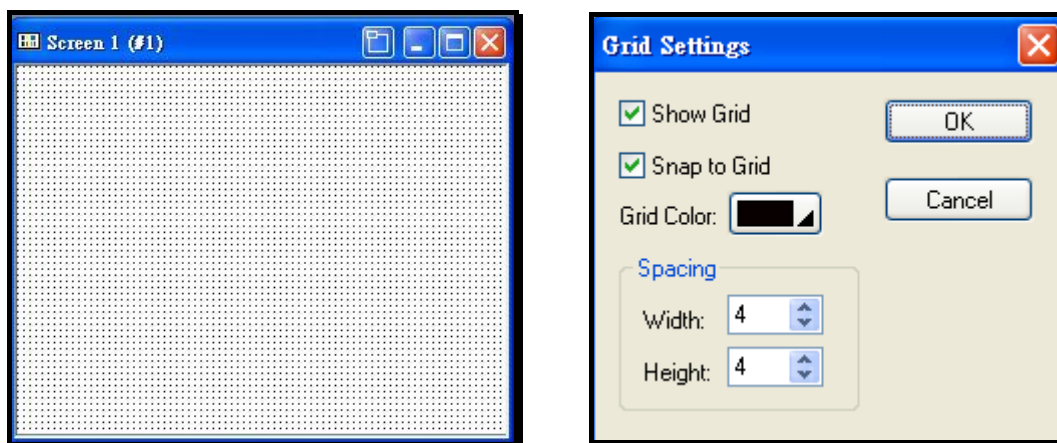 Screen 1 (#1)
Grid Settings
Show Grid
OK
Snap to Grid
Cancel
Grid Color:
Spacing
Width: 4
Height: 4